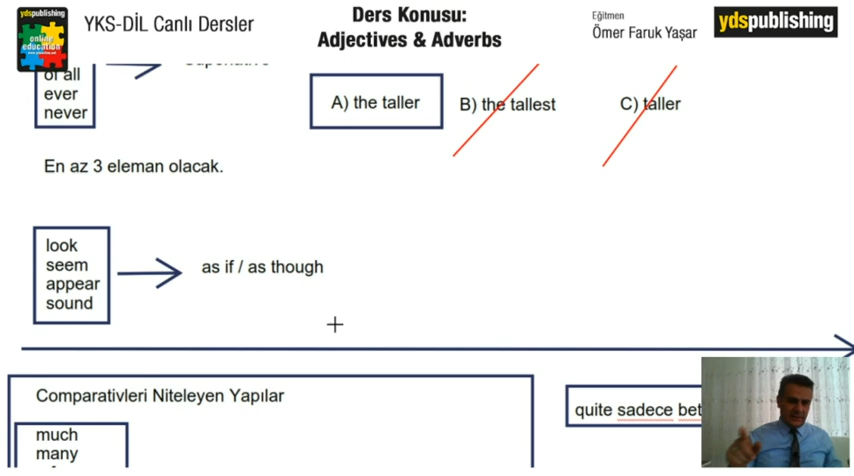 ydspublishing
online
education
YKS-DİL Canlı Dersler
Ders Konusu:
Adjectives & Adverbs
Eğitmen
Ömer Faruk Yaşar
ydspublishing
of all
ever
never
A) the taller
B) the tallest
C) taller
En az 3 eleman olacak.
look
seem
appear
sound
as if / as though
Comparativleri Niteleyen Yapılar
much
many
quite sadece bet